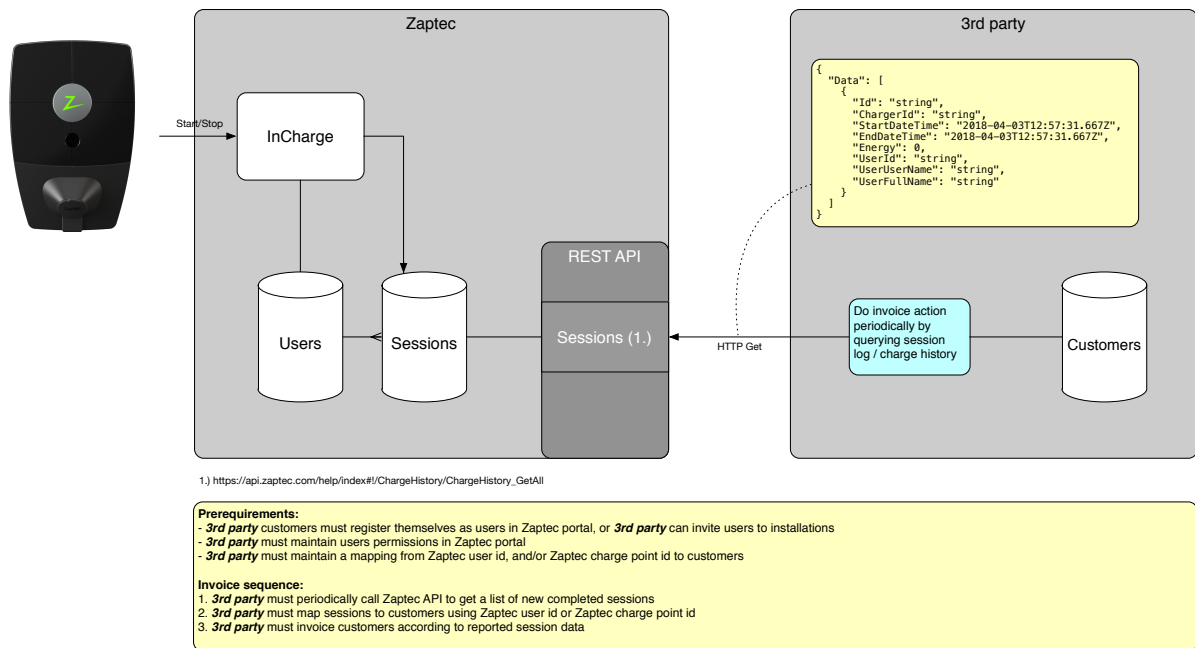 Zaptec
3rd party
{
  "Data": [
    {
      "Id": "string",
      "ChargerId": "string",
      "StartDateTime": "2018-04-03T12:57:31.667Z",
      "EndDateTime": "2018-04-03T12:57:31.667Z",
      "Energy": 0,
      "UserId": "string",
      "UserUserName": "string",
      "UserFullName": "string"
    }
  ]
}
Start/Stop
InCharge
REST API
Users
Sessions
Sessions (1.)
HTTP Get
Do invoice action
periodically by
querying session
log / charge history
Customers
1.) https://api.zaptec.com/help/index#!/ChargeHistory/ChargeHistory_GetAll
Prerequirements:
- 3rd party customers must register themselves as users in Zaptec portal, or 3rd party can invite users to installations
- 3rd party must maintain users permissions in Zaptec portal
- 3rd party must maintain a mapping from Zaptec user id, and/or Zaptec charge point id to customers
Invoice sequence:
1. 3rd party must periodically call Zaptec API to get a list of new completed sessions
2. 3rd party must map sessions to customers using Zaptec user id or Zaptec charge point id
3. 3rd party must invoice customers according to reported session data